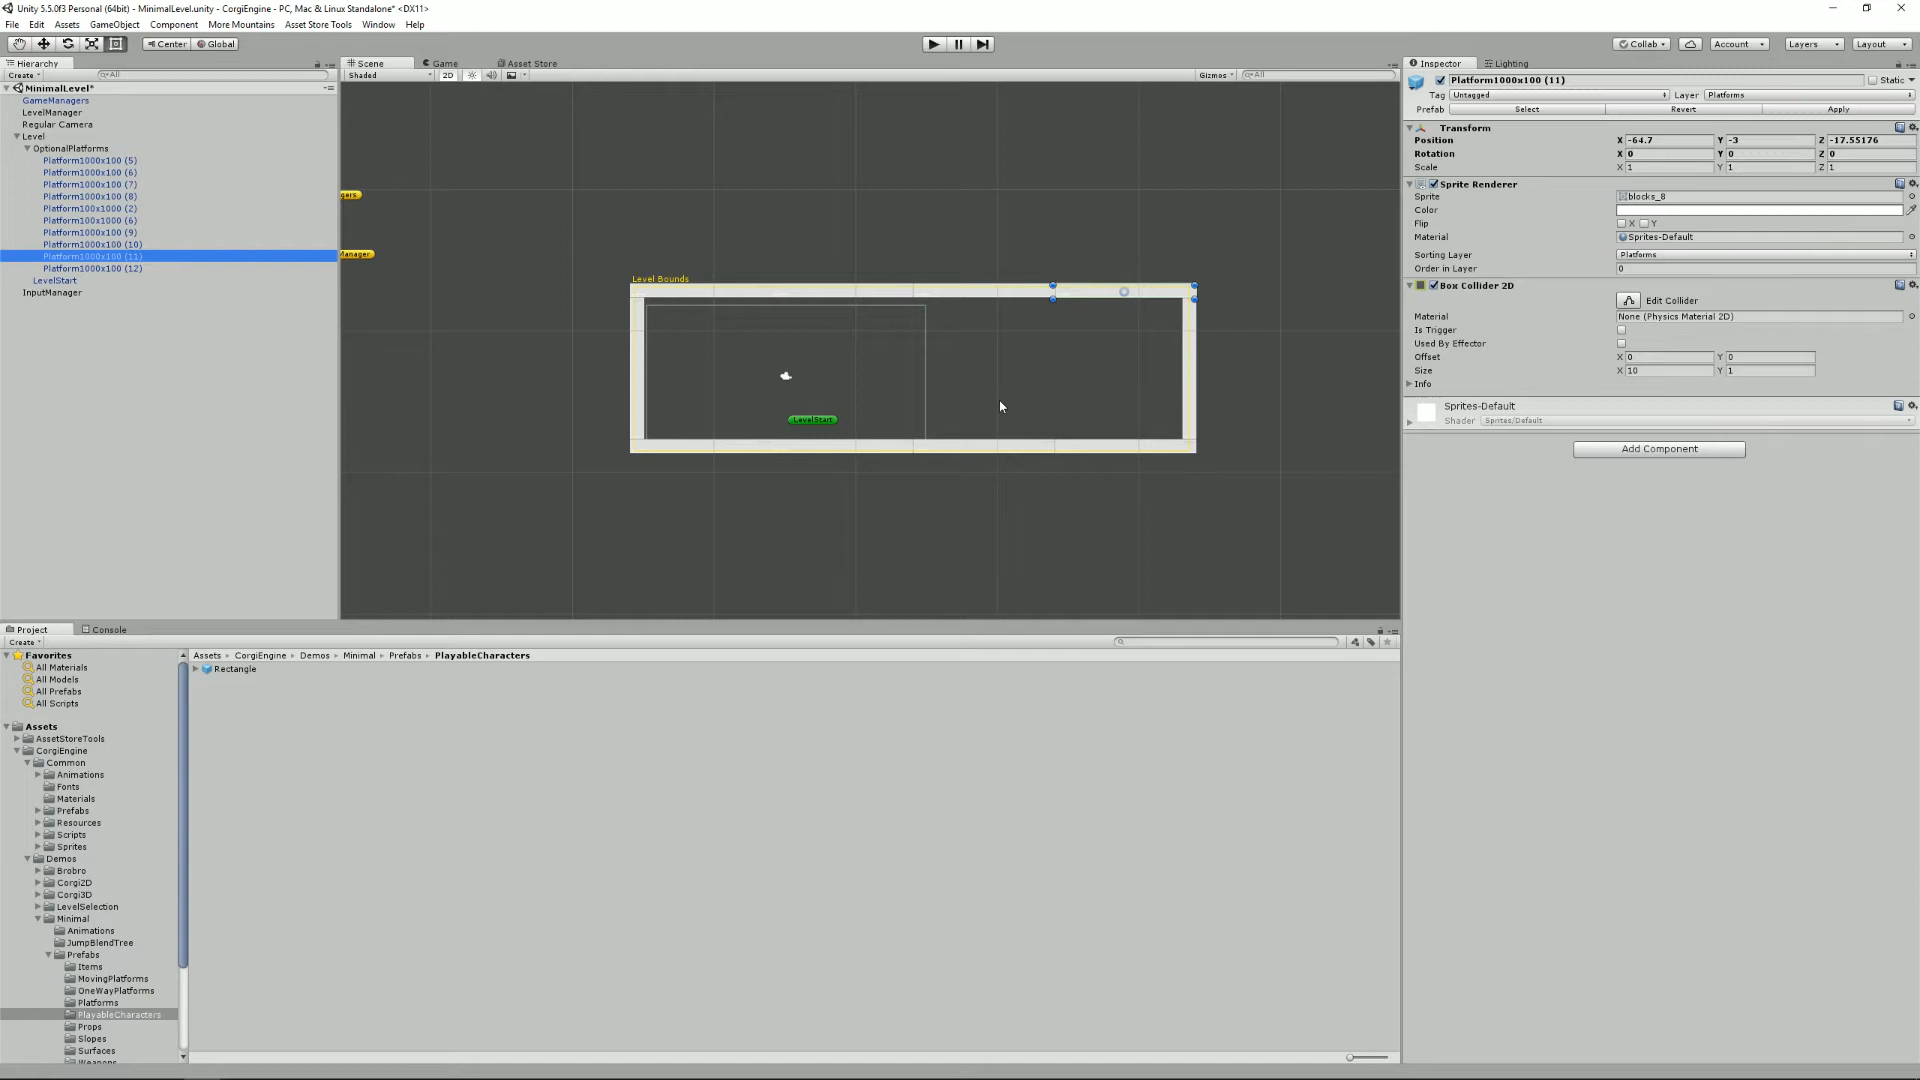 Unity 5.5.0f3 Personal (64bit) - MinimalLevel.unity - CorgiEngine - PC, Mac & Linux Standalone* <DX11>
File Edit Assets GameObject Component More Mountains Asset Store Tools Window Help
Center Global Collab Account Layers Layout
Hierarchy
Create All
MinimalLevel*
GameManagers
LevelManager
Regular Camera
Level
OptionalPlatforms
Platform1000x100 (5)
Platform1000x100 (6)
Platform1000x100 (7)
Platform1000x100 (8)
Platform100x1000 (2)
Platform100x1000 (6)
Platform1000x100 (9)
Platform1000x100 (10)
Platform1000x100 (11)
Platform1000x100 (12)
LevelStart
InputManager
Scene Game Asset Store
Shaded 2D Gizmos All
gers
Manager
Level Bounds
LevelStart
Inspector Lighting
Platform1000x100 (11) Static
Tag Untagged Layer Platforms
Prefab Select Revert Apply
Transform
Position X -64.7 Y -3 Z -17.55176
Rotation X 0 Y 0 Z 0
Scale X 1 Y 1 Z 1
Sprite Renderer
Sprite blocks_8
Color
Flip X Y
Material Sprites-Default
Sorting Layer Platforms
Order in Layer 0
Box Collider 2D
Edit Collider
Material None (Physics Material 2D)
Is Trigger
Used By Effector
Offset X 0 Y 0
Size X 10 Y 1
Info
Sprites-Default
Shader Sprites/Default
Add Component
Project Console
Create
Favorites
All Materials
All Models
All Prefabs
All Scripts
Assets
AssetStoreTools
CorgiEngine
Common
Animations
Fonts
Materials
Prefabs
Resources
Scripts
Sprites
Demos
Brobro
Corgi2D
Corgi3D
LevelSelection
Minimal
Animations
JumpBlendTree
Prefabs
Items
MovingPlatforms
OneWayPlatforms
Platforms
PlayableCharacters
Props
Slopes
Surfaces
Weapons
Assets CorgiEngine Demos Minimal Prefabs PlayableCharacters
Rectangle